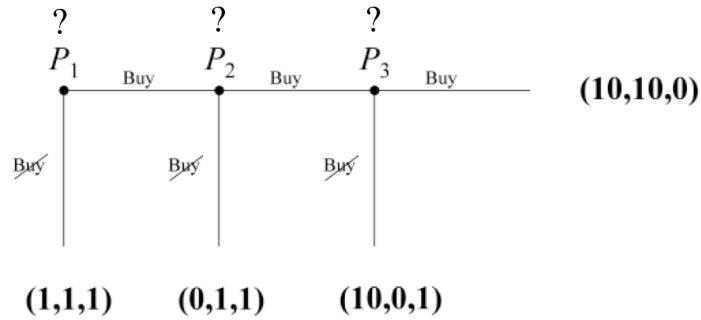 ? ? ?
P1 P2 P3
Buy Buy Buy
(10,10,0)
Buy Buy Buy
(1,1,1) (0,1,1) (10,0,1)